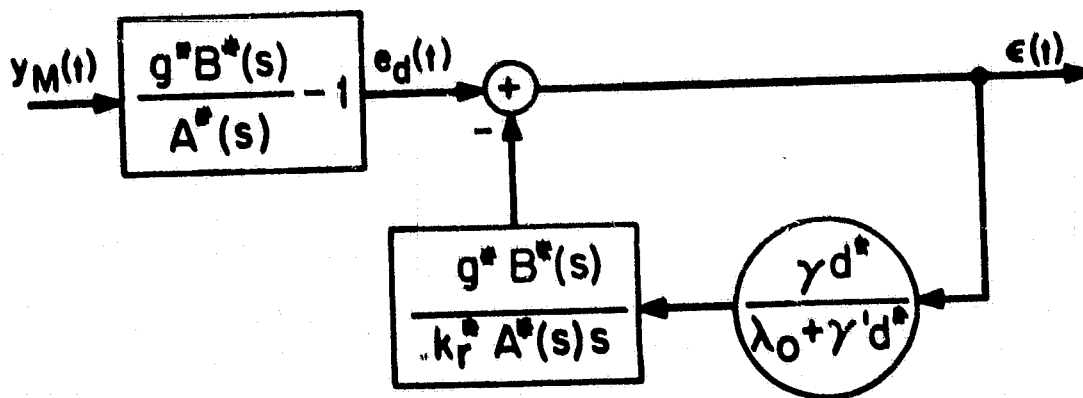 y_M(t)
g*B*(s)
A*(s)
-1
e_d(t)
+
-
ε(t)
g* B*(s)
k_r* A*(s)s
γd*
λ_0+γ'd*